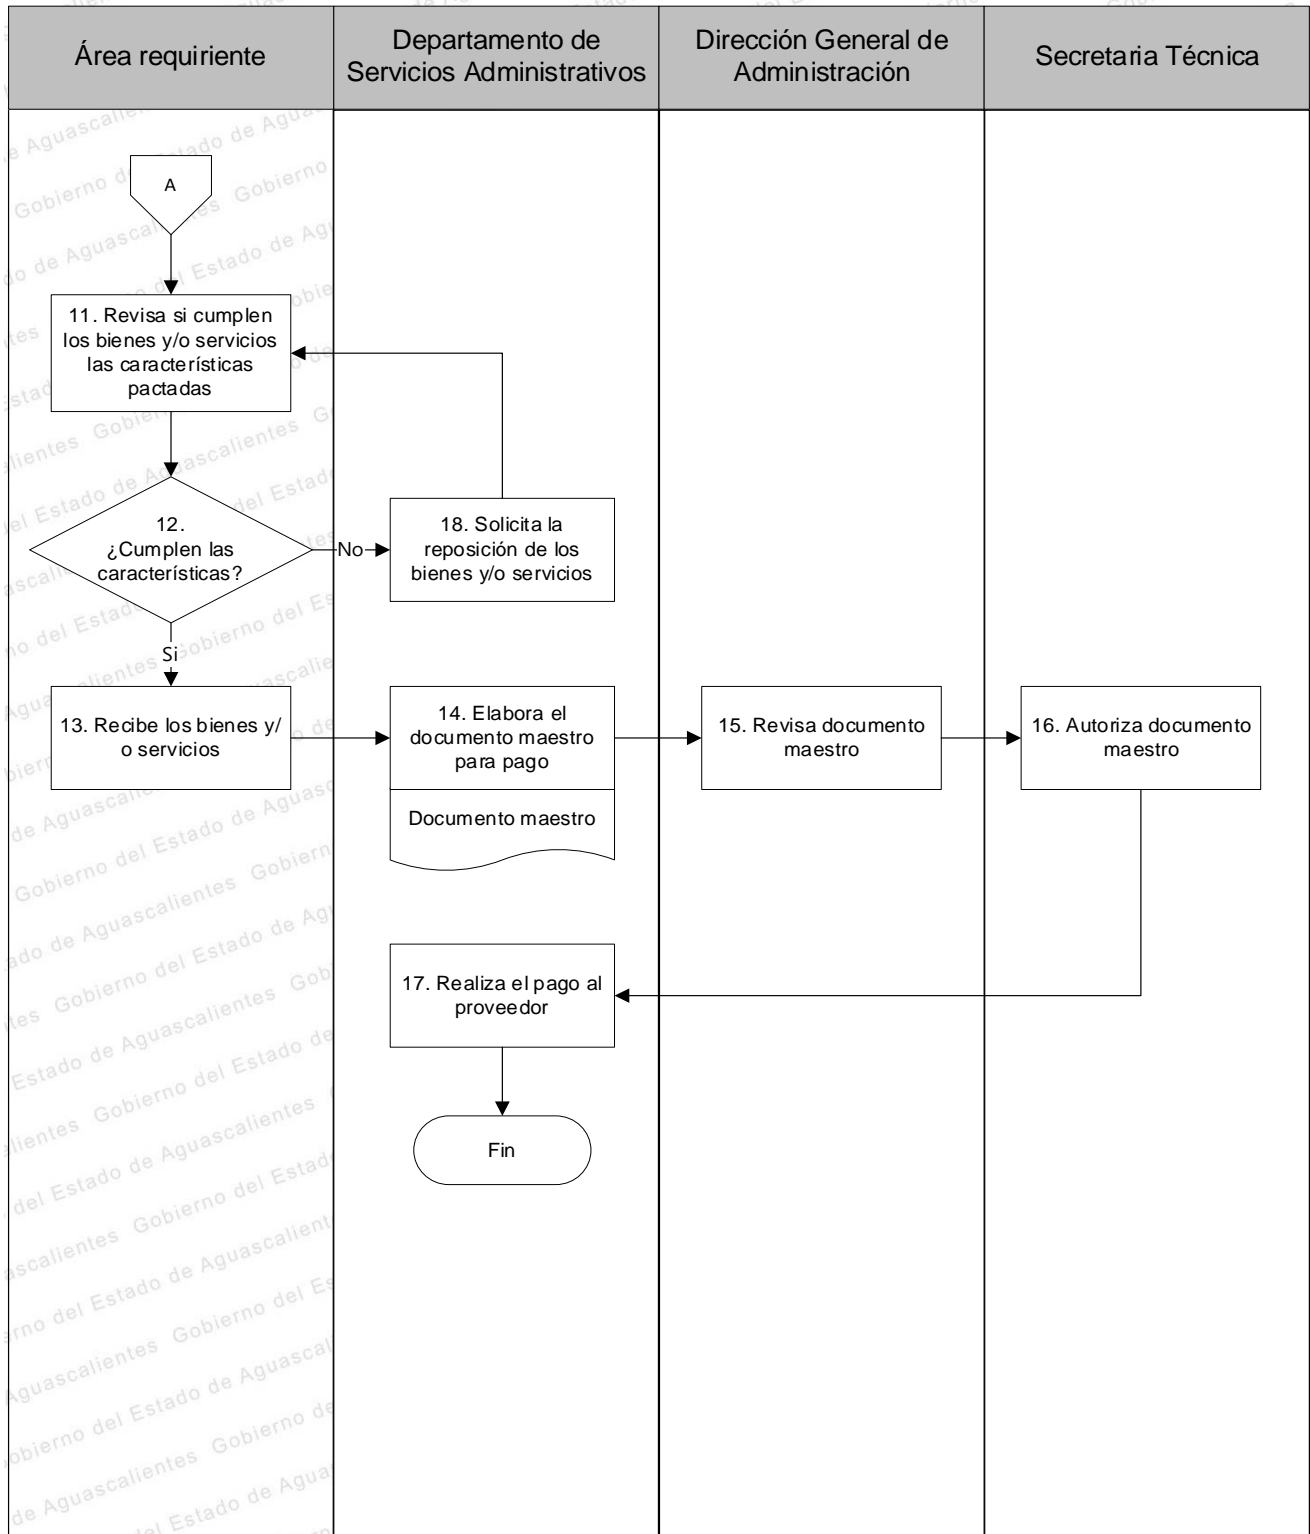 Área requiriente
Departamento de
Servicios Administrativos
Dirección General de
Administración
Secretaria Técnica
A
11. Revisa si cumplen
los bienes y/o servicios
las características
pactadas
12.
¿Cumplen las
características?
No
18. Solicita la
reposición de los
bienes y/o servicios
Si
13. Recibe los bienes y/
o servicios
14. Elabora el
documento maestro
para pago
Documento maestro
15. Revisa documento
maestro
16. Autoriza documento
maestro
17. Realiza el pago al
proveedor
Fin